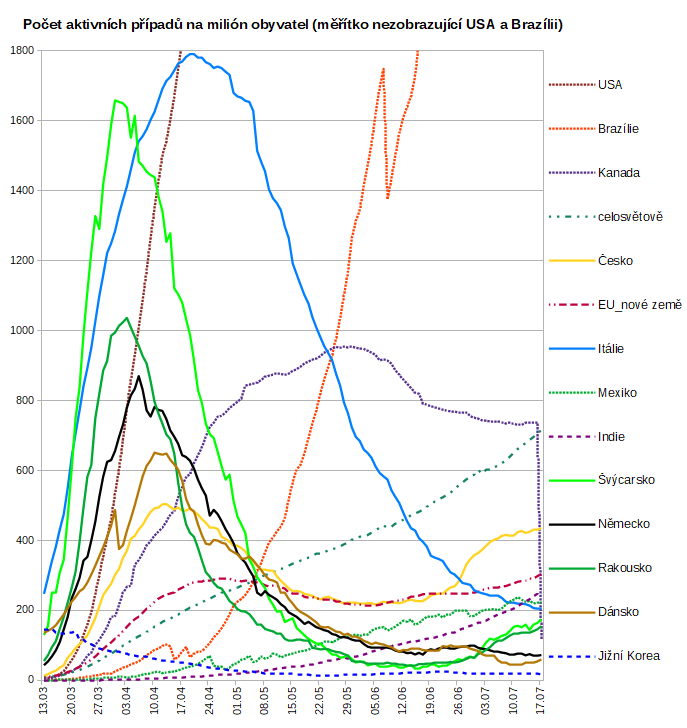 Počet aktivních případů na milión obyvatel (měřítko nezobrazující USA a Brazílii)
1800
1600
1400
1200
1000
800
600
400
200
0
USA
Brazílie
Kanada
celosvětově
Česko
EU_nové země
Itálie
Mexiko
Indie
Švýcarsko
Německo
Rakousko
Dánsko
Jižní Korea
13.03
20.03
27.03
03.04
10.04
17.04
24.04
01.05
08.05
15.05
22.05
29.05
05.06
12.06
19.06
26.06
03.07
10.07
17.07